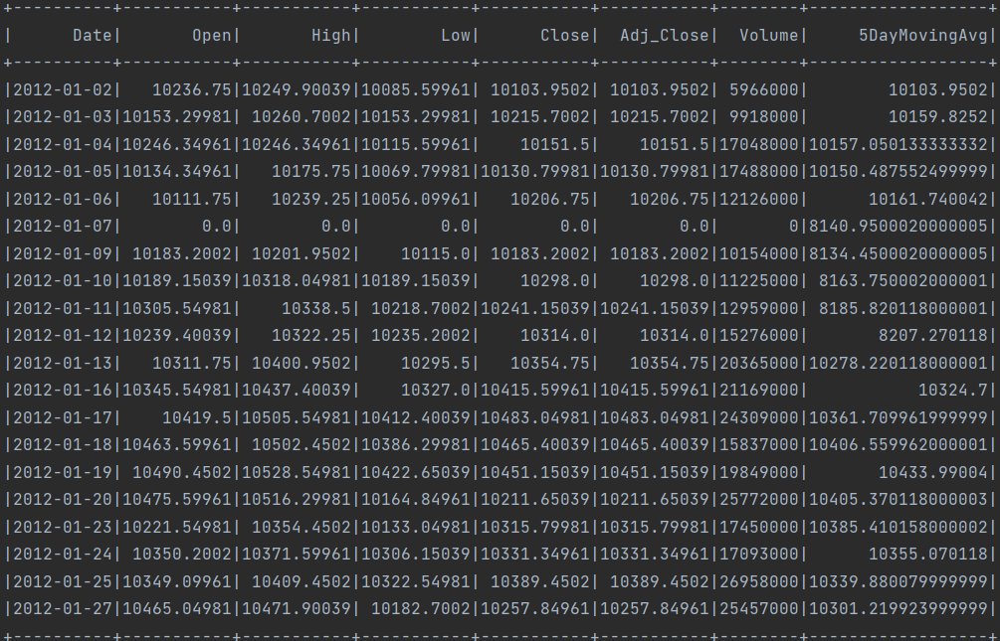 +----------+-----------+-----------+-----------+-----------+-----------+--------+------------------+
|      Date|       Open|       High|        Low|      Close|  Adj_Close|  Volume|     5DayMovingAvg|
+----------+-----------+-----------+-----------+-----------+-----------+--------+------------------+
|2012-01-02|   10236.75|10249.90039|10085.59961| 10103.9502| 10103.9502| 5966000|        10103.9502|
|2012-01-03|10153.29981| 10260.7002|10153.29981| 10215.7002| 10215.7002| 9918000|        10159.8252|
|2012-01-04|10246.34961|10246.34961|10115.59961|    10151.5|    10151.5|17048000|10157.050133333332|
|2012-01-05|10134.34961|   10175.75|10069.79981|10130.79981|10130.79981|17488000|10150.487552499999|
|2012-01-06|   10111.75|   10239.25|10056.09961|   10206.75|   10206.75|12126000|      10161.740042|
|2012-01-07|        0.0|        0.0|        0.0|        0.0|        0.0|       0|8140.9500020000005|
|2012-01-09| 10183.2002| 10201.9502|    10115.0| 10183.2002| 10183.2002|10154000|8134.4500020000005|
|2012-01-10|10189.15039|10318.04981|10189.15039|    10298.0|    10298.0|11225000| 8163.750002000001|
|2012-01-11|10305.54981|    10338.5| 10218.7002|10241.15039|10241.15039|12959000| 8185.820118000001|
|2012-01-12|10239.40039|   10322.25| 10235.2002|    10314.0|    10314.0|15276000|       8207.270118|
|2012-01-13|   10311.75| 10400.9502|    10295.5|   10354.75|   10354.75|20365000|10278.220118000001|
|2012-01-16|10345.54981|10437.40039|    10327.0|10415.59961|10415.59961|21169000|           10324.7|
|2012-01-17|    10419.5|10505.54981|10412.40039|10483.04981|10483.04981|24309000|10361.709961999999|
|2012-01-18|10463.59961| 10502.4502|10386.29981|10465.40039|10465.40039|15837000|10406.559962000001|
|2012-01-19| 10490.4502|10528.54981|10422.65039|10451.15039|10451.15039|19849000|       10433.99004|
|2012-01-20|10475.59961|10516.29981|10164.84961|10211.65039|10211.65039|25772000|10405.370118000003|
|2012-01-23|10221.54981| 10354.4502|10133.04981|10315.79981|10315.79981|17450000|10385.410158000002|
|2012-01-24| 10350.2002|10371.59961|10306.15039|10331.34961|10331.34961|17093000|      10355.070118|
|2012-01-25|10349.09961| 10409.4502|10322.54981| 10389.4502| 10389.4502|26958000|10339.880079999999|
|2012-01-27|10465.04981|10471.90039| 10182.7002|10257.84961|10257.84961|25457000|10301.219923999999|
+----------+-----------+-----------+-----------+-----------+-----------+--------+------------------+